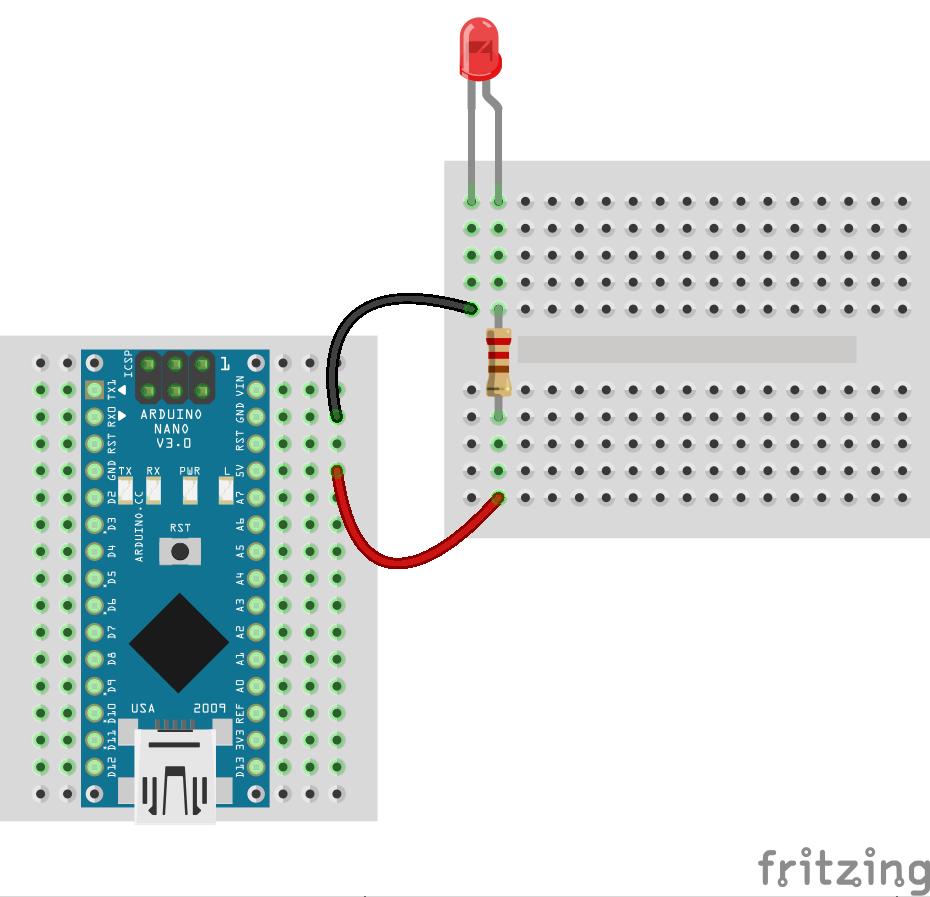 ICSP
1
TX1
RX0
RST
GND
D2
D3
D4
D5
D6
D7
D8
D9
D10
D11
D12
ARDUINO
NANO
V3.0
TX RX PWR L
ARDUINO.CC
RST
USA 2009
VIN
GND
RST
5V
A7
A6
A5
A4
A3
A2
A1
A0
REF
3V3
D13
fritzing